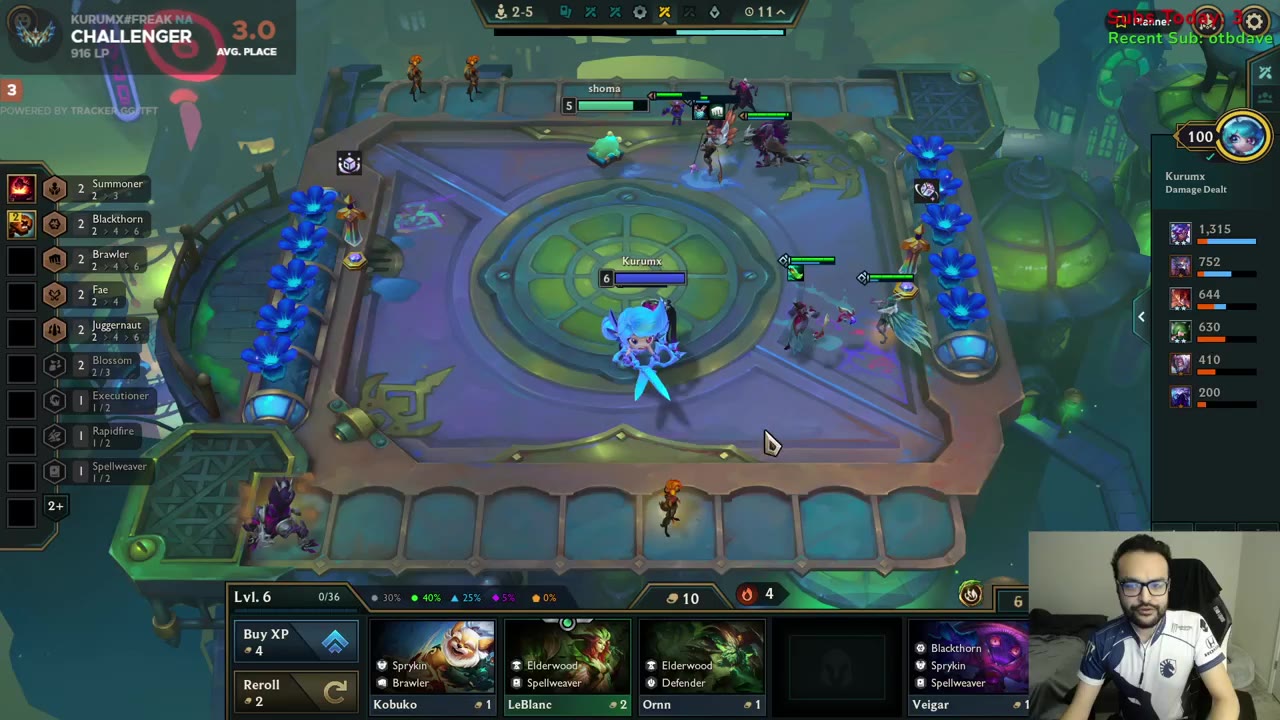 KURUMX#FREAK NA
CHALLENGER
916 LP
3.0
AVG. PLACE
3
POWERED BY TRACKER.GG/TFT
2-5
11
Planner
Subs Today: 3
Recent Sub: otbdave
100
Kurumx
Damage Dealt
1,315
752
644
630
410
200
2 Summoner
2 > 3
2 Blackthorn
2 > 4 > 6
2 Brawler
2 > 4 > 6
2 Fae
2 > 4
2 Juggernaut
2 > 4 > 6
2 Blossom
2 / 3
1 Executioner
1 / 2
1 Rapidfire
1 / 2
1 Spellweaver
1 / 2
2+
shoma
5
Kurumx
6
Lvl. 6
0/36
30%
40%
25%
5%
0%
10
4
6
Buy XP
4
Reroll
2
Sprykin
Brawler
Kobuko 1
Elderwood
Spellweaver
LeBlanc 2
Elderwood
Defender
Ornn 1
Blackthorn
Sprykin
Spellweaver
Veigar 1